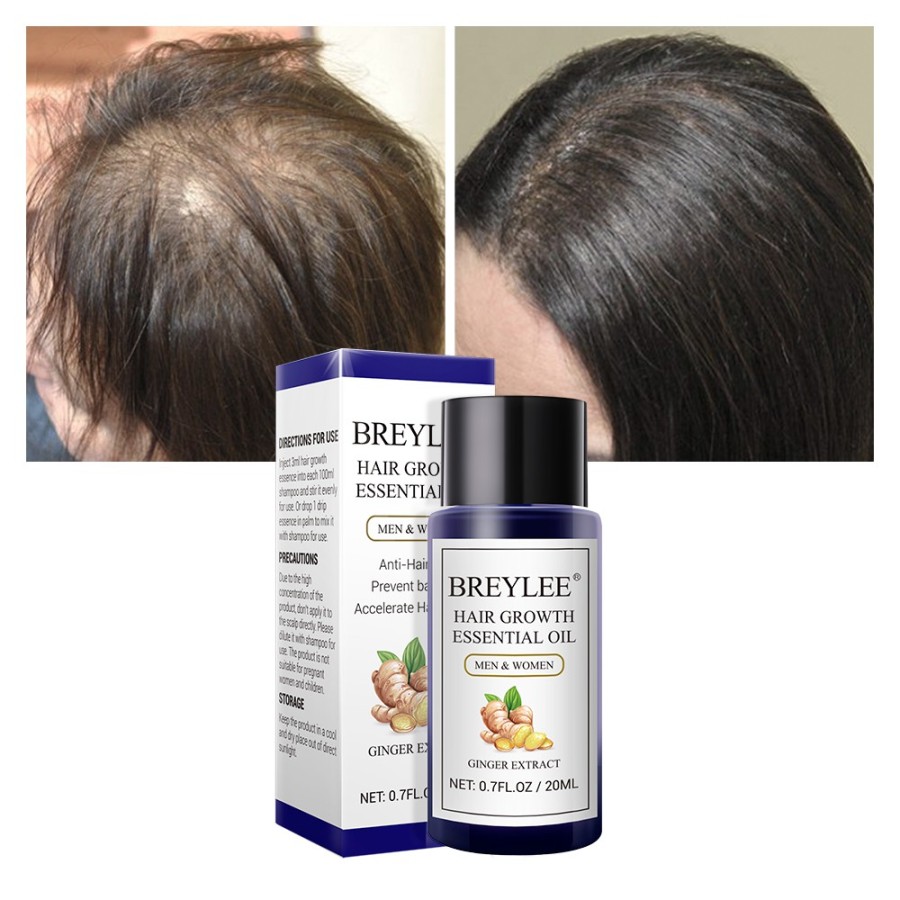 DIRECTIONS FOR USE
Inject 3ml hair growth
essence into each 100ml
shampoo and stir it evenly
for use. Or drop 1 drip
essence in palm to mix it
with shampoo for use.
PRECAUTIONS
Due to the high
concentration of the
product, don't apply it to
the scalp directly. Please
dilute it with shampoo for
use. The product is not
suitable for pregnant
women and children.
STORAGE
Keep the product in a cool
and dry place out of direct
sunlight.
BREYL
HAIR GRO
ESSENTIAL
MEN & W
Anti-Hair
Prevent ba
Accelerate Ha
GINGER EX
NET: 0.7FL.
BREYLEE®
HAIR GROWTH
ESSENTIAL OIL
MEN & WOMEN
GINGER EXTRACT
NET: 0.7FL.OZ / 20ML